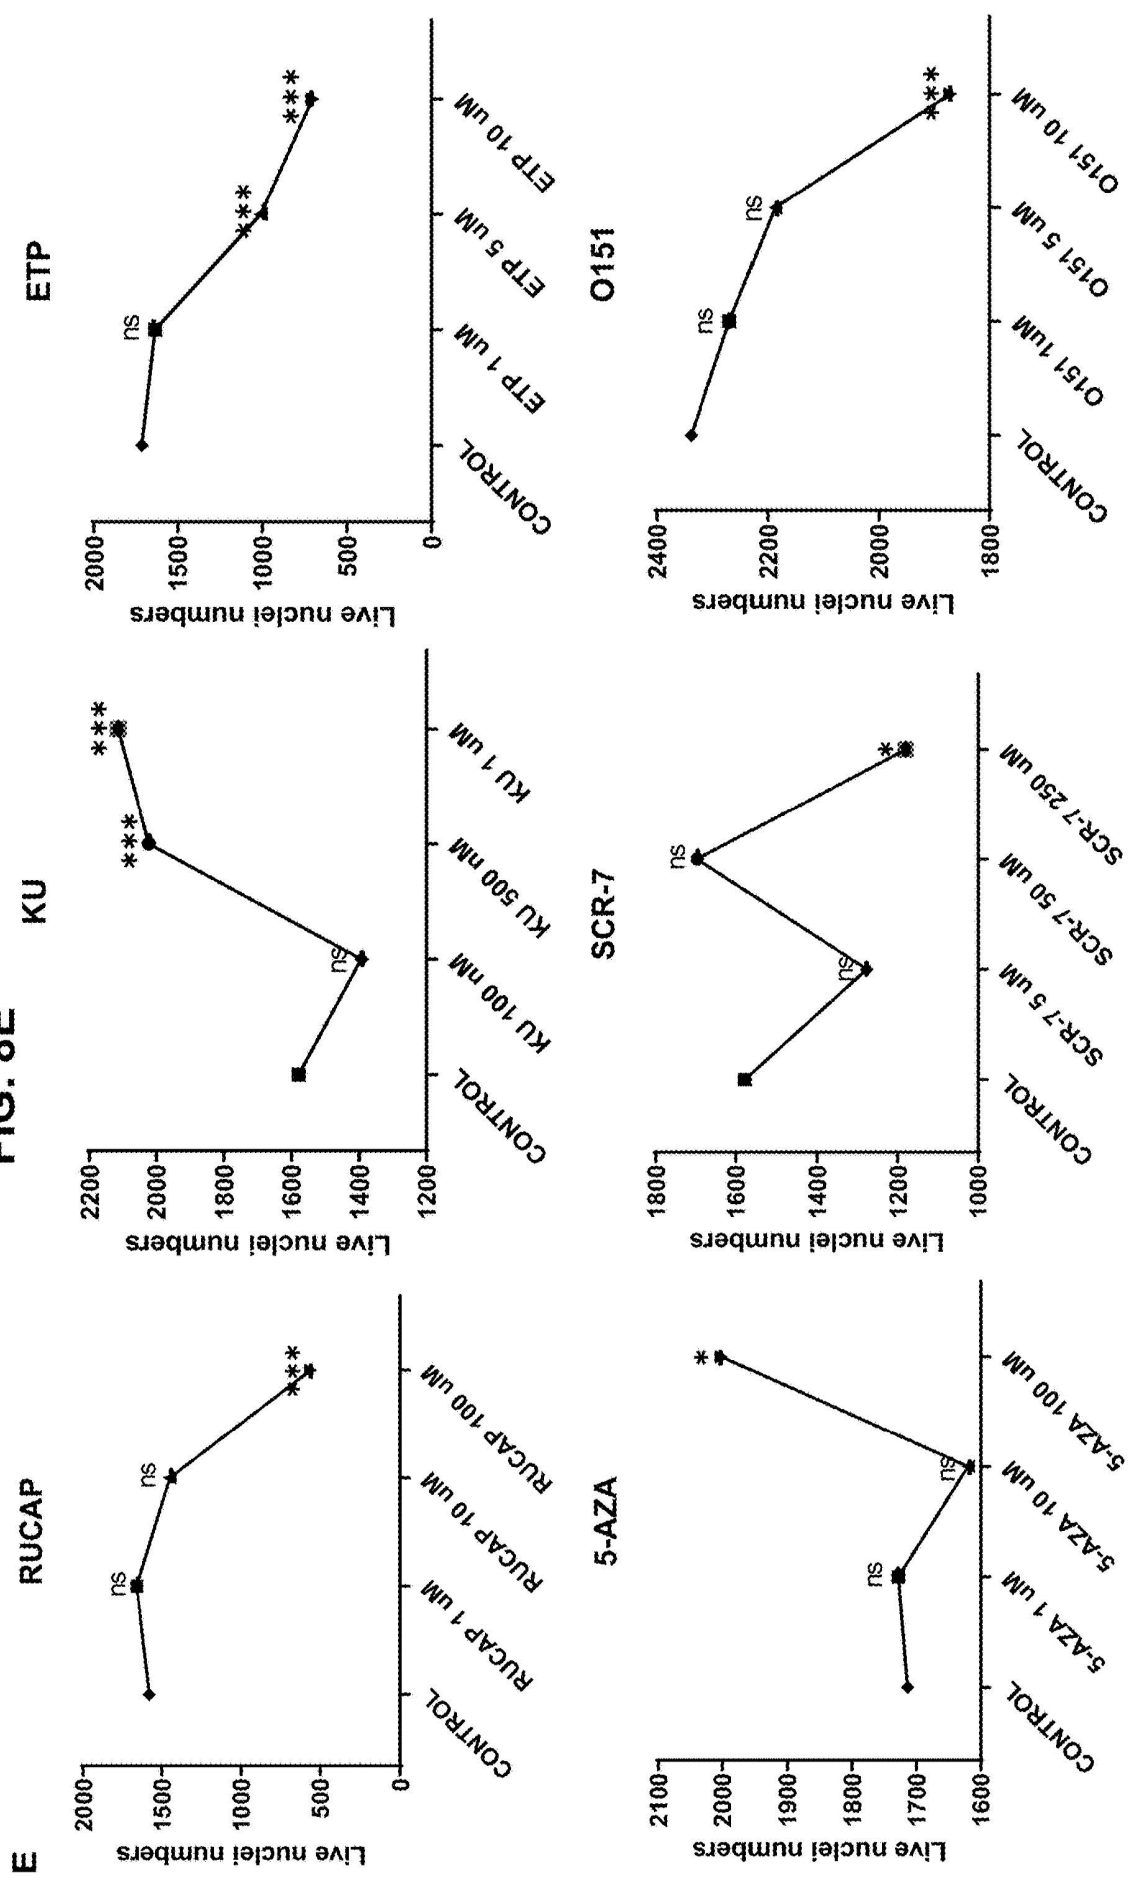 FIG.
E
RUCAP
Live nuclei numbers
2000
1500
1000
500
0
ns
ns
***
CONTROL
RUCAP 1 uM
RUCAP 10 uM
RUCAP 100 uM
KU
Live nuclei numbers
2200
2000
1800
1600
1400
1200
ns
***
***
CONTROL
KU 100 nM
KU 500 nM
KU 1 uM
ETP
Live nuclei numbers
2000
1500
1000
500
0
ns
***
***
CONTROL
ETP 1 uM
ETP 5 uM
ETP 10 uM
5-AZA
Live nuclei numbers
2100
2000
1900
1800
1700
1600
ns
ns
*
CONTROL
5-AZA 1 uM
5-AZA 10 uM
5-AZA 100 uM
SCR-7
Live nuclei numbers
1800
1600
1400
1200
1000
ns
ns
*
CONTROL
SCR-7 5 uM
SCR-7 50 uM
SCR-7 250 uM
O151
Live nuclei numbers
2400
2200
2000
1800
ns
ns
***
CONTROL
O151 1uM
O151 5 uM
O151 10 uM